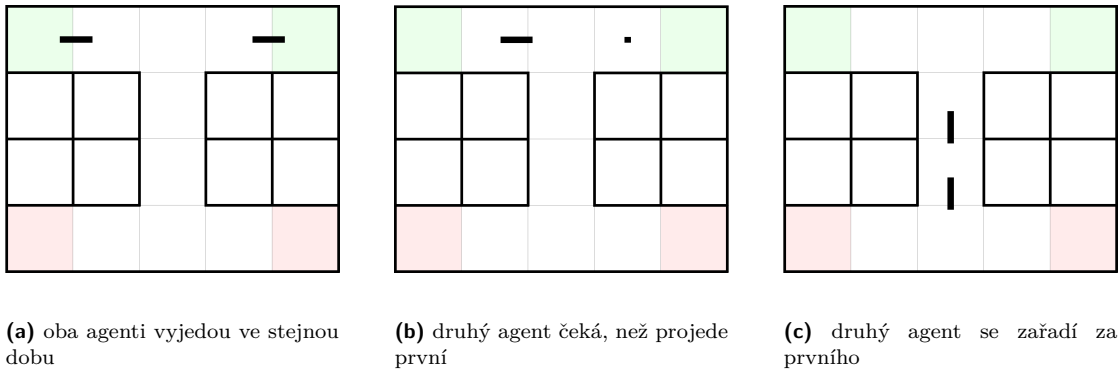 (a) oba agenti vyjedou ve stejnou
dobu
(b) druhý agent čeká, než projede
první
(c) druhý agent se zařadí za
prvního